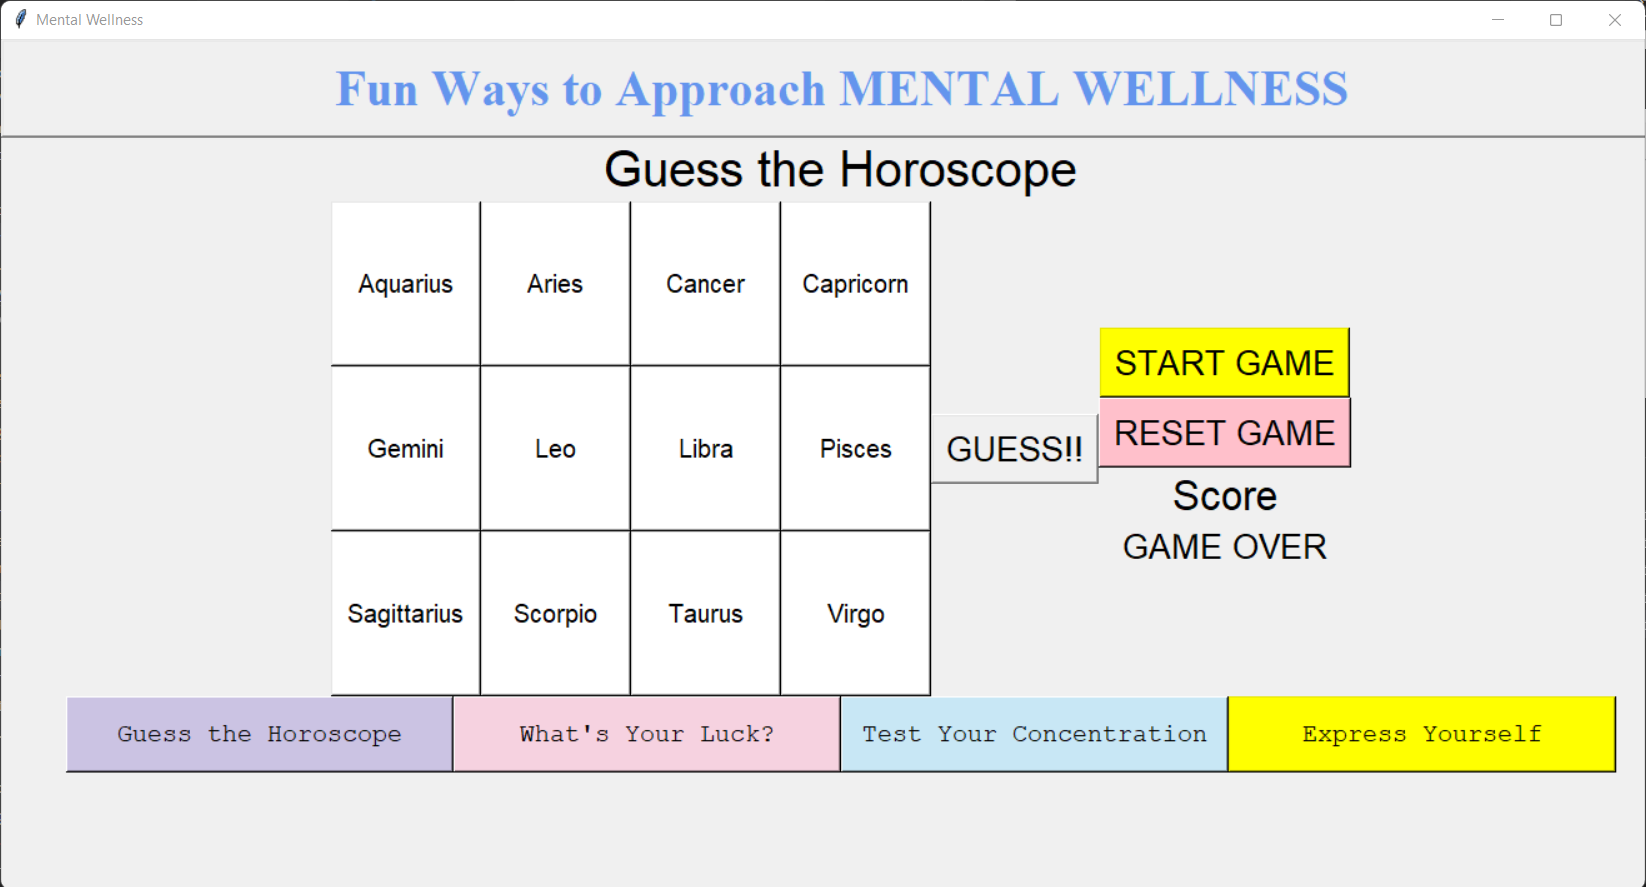 Mental Wellness
Fun Ways to Approach MENTAL WELLNESS
Guess the Horoscope
Aquarius Aries Cancer Capricorn
START GAME
RESET GAME
Gemini Leo Libra Pisces GUESS!!
Score
GAME OVER
Sagittarius Scorpio Taurus Virgo
Guess the Horoscope What's Your Luck? Test Your Concentration Express Yourself